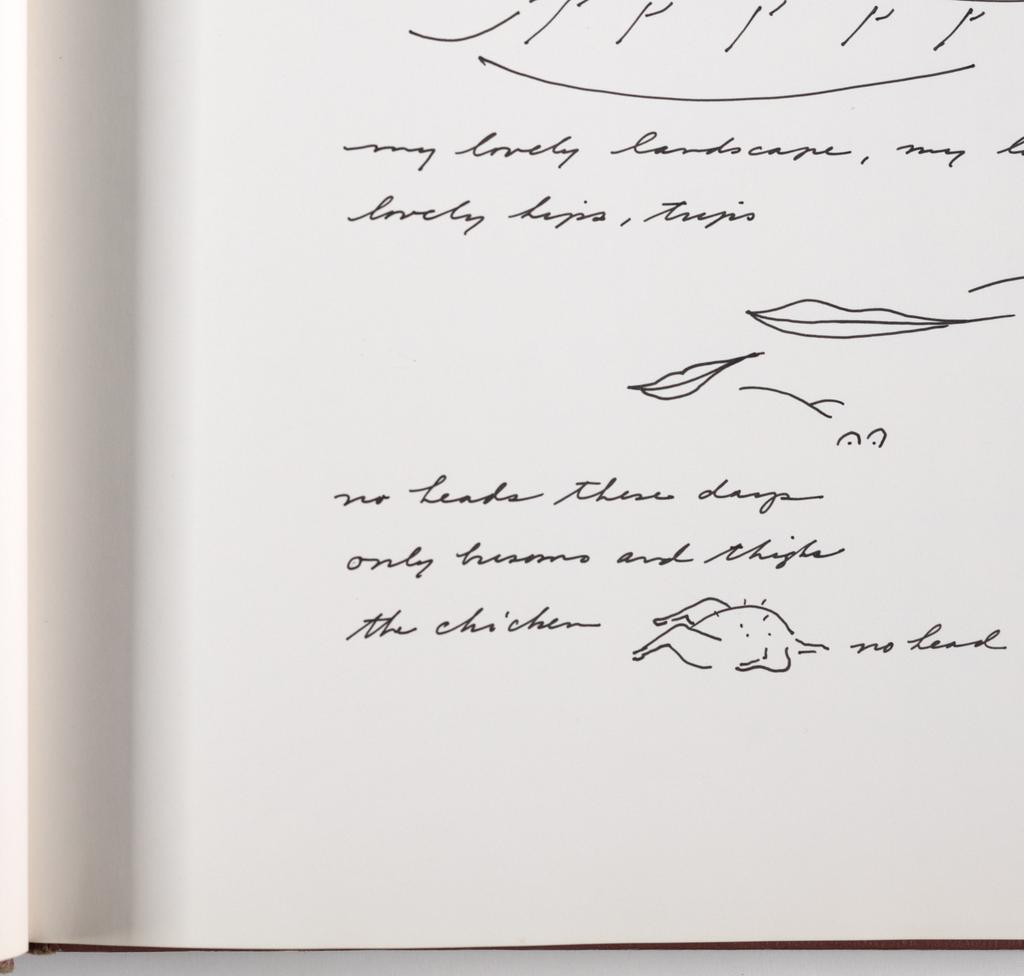 my lovely landscape, my
lovely hips, trips
no heads these days
only bosoms and thighs
the chicken no head